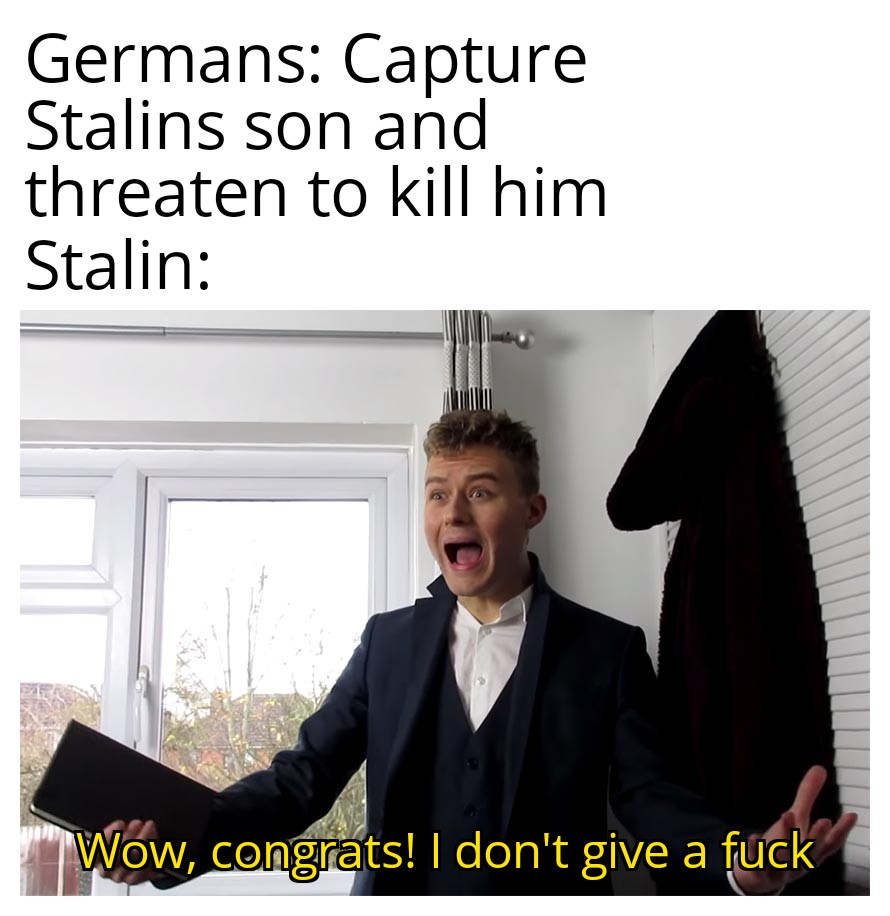 Germans: Capture
Stalins son and
threaten to kill him
Stalin:
Wow, congrats! I don't give a fuck